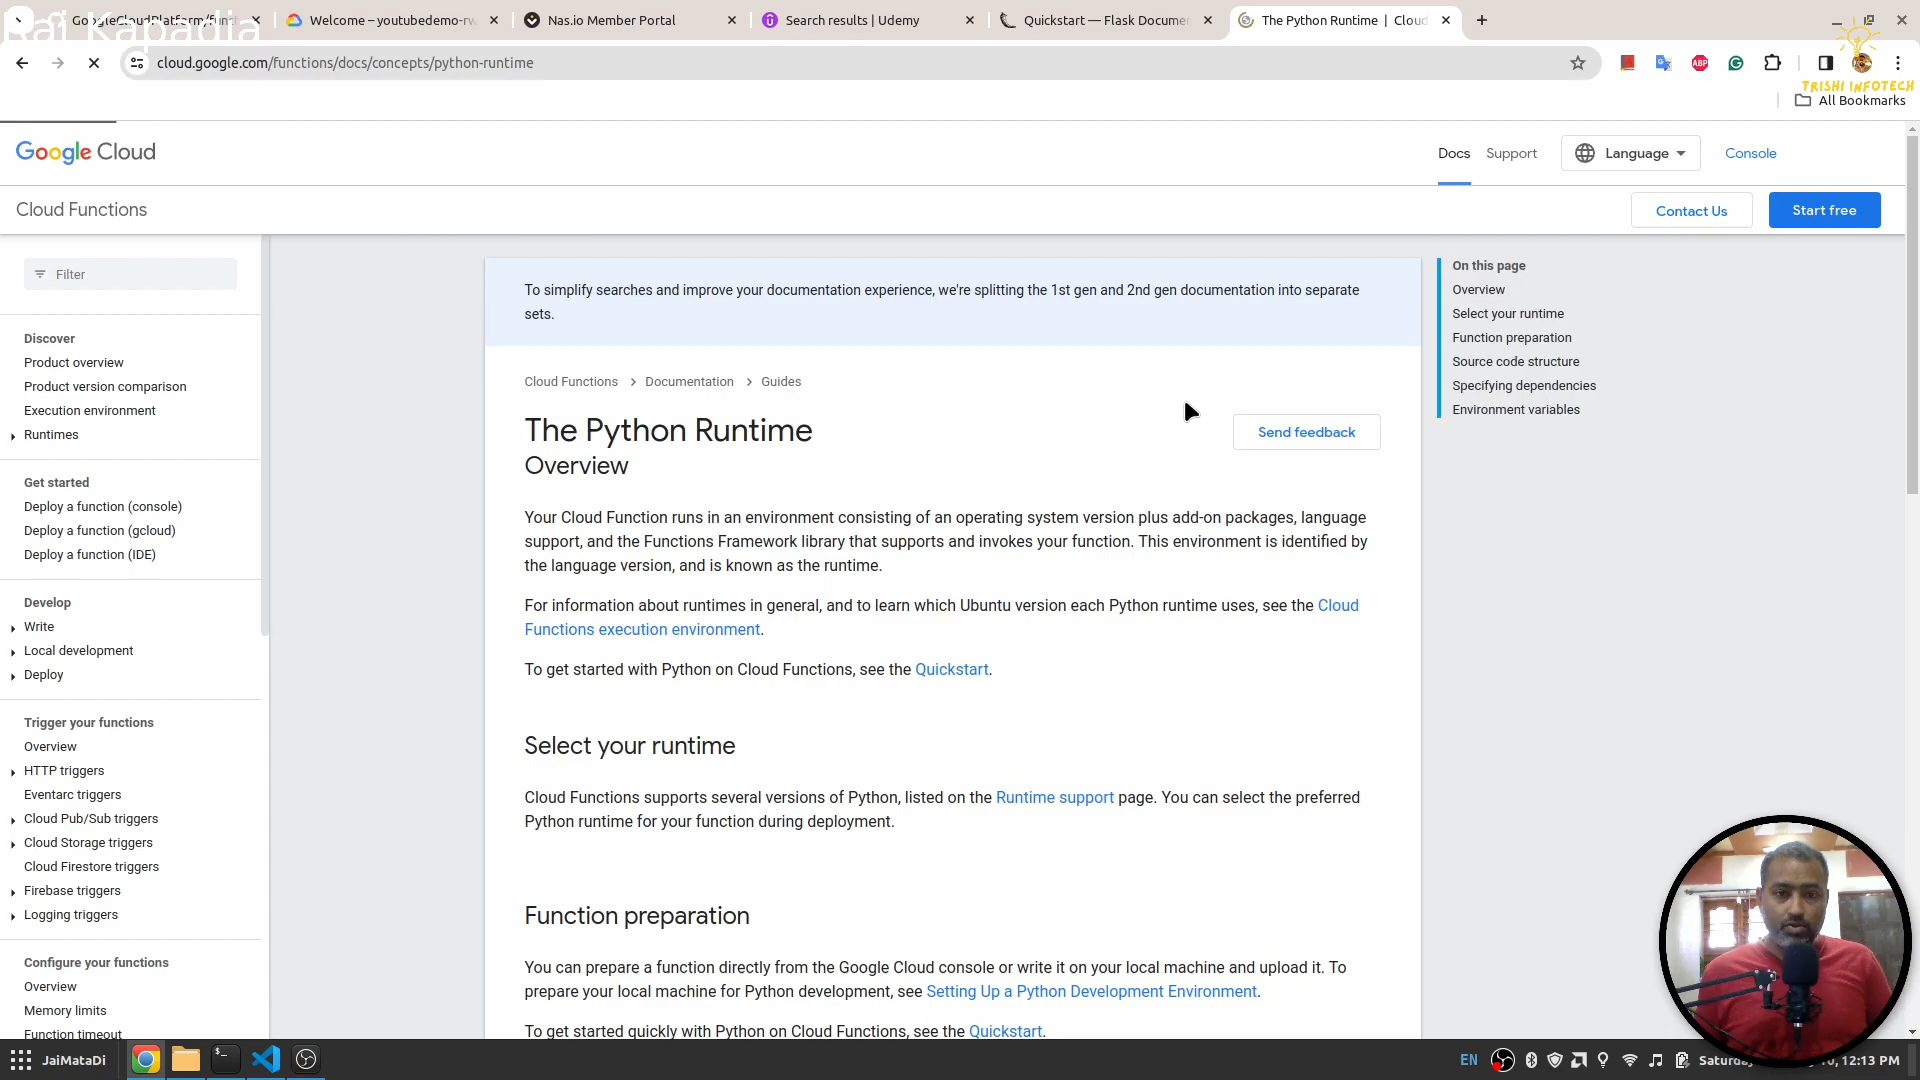 GoogleCloudPlatform/fun
Welcome – youtubedemo-rw
Nas.io Member Portal
Search results | Udemy
Quickstart — Flask Documen
The Python Runtime | Cloud
Raj Kapadia
cloud.google.com/functions/docs/concepts/python-runtime
ABP
TRISHI INFOTECH
All Bookmarks
Google Cloud
Docs
Support
Language
Console
Cloud Functions
Contact Us
Start free
Filter
Discover
Product overview
Product version comparison
Execution environment
Runtimes
Get started
Deploy a function (console)
Deploy a function (gcloud)
Deploy a function (IDE)
Develop
Write
Local development
Deploy
Trigger your functions
Overview
HTTP triggers
Eventarc triggers
Cloud Pub/Sub triggers
Cloud Storage triggers
Cloud Firestore triggers
Firebase triggers
Logging triggers
Configure your functions
Overview
Memory limits
Function timeout
To simplify searches and improve your documentation experience, we're splitting the 1st gen and 2nd gen documentation into separate
sets.
Cloud Functions > Documentation > Guides
The Python Runtime
Send feedback
Overview
Your Cloud Function runs in an environment consisting of an operating system version plus add-on packages, language
support, and the Functions Framework library that supports and invokes your function. This environment is identified by
the language version, and is known as the runtime.
For information about runtimes in general, and to learn which Ubuntu version each Python runtime uses, see the Cloud
Functions execution environment.
To get started with Python on Cloud Functions, see the Quickstart.
Select your runtime
Cloud Functions supports several versions of Python, listed on the Runtime support page. You can select the preferred
Python runtime for your function during deployment.
Function preparation
You can prepare a function directly from the Google Cloud console or write it on your local machine and upload it. To
prepare your local machine for Python development, see Setting Up a Python Development Environment.
To get started quickly with Python on Cloud Functions, see the Quickstart.
On this page
Overview
Select your runtime
Function preparation
Source code structure
Specifying dependencies
Environment variables
JaiMataDi
EN
12:13 PM